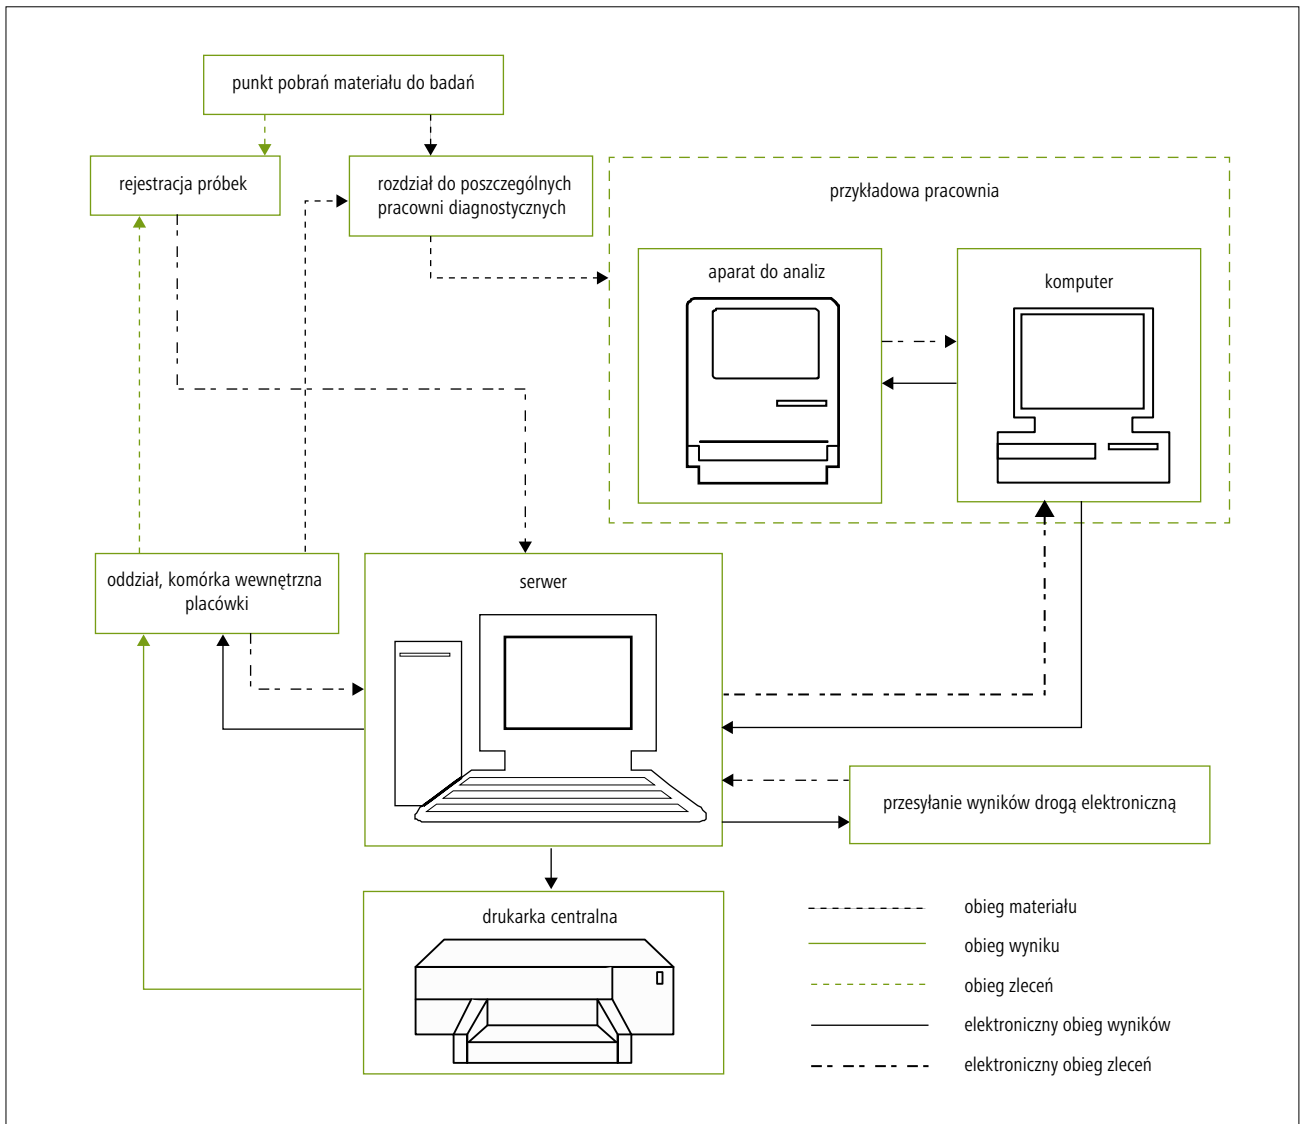 punkt pobrań materiału do badań
rejestracja próbek
rozdział do poszczególnych
pracowni diagnostycznych
przykładowa pracownia
aparat do analiz
komputer
oddział, komórka wewnętrzna
placówki
serwer
przesyłanie wyników drogą elektroniczną
drukarka centralna
obieg materiału
obieg wyniku
obieg zleceń
elektroniczny obieg wyników
elektroniczny obieg zleceń